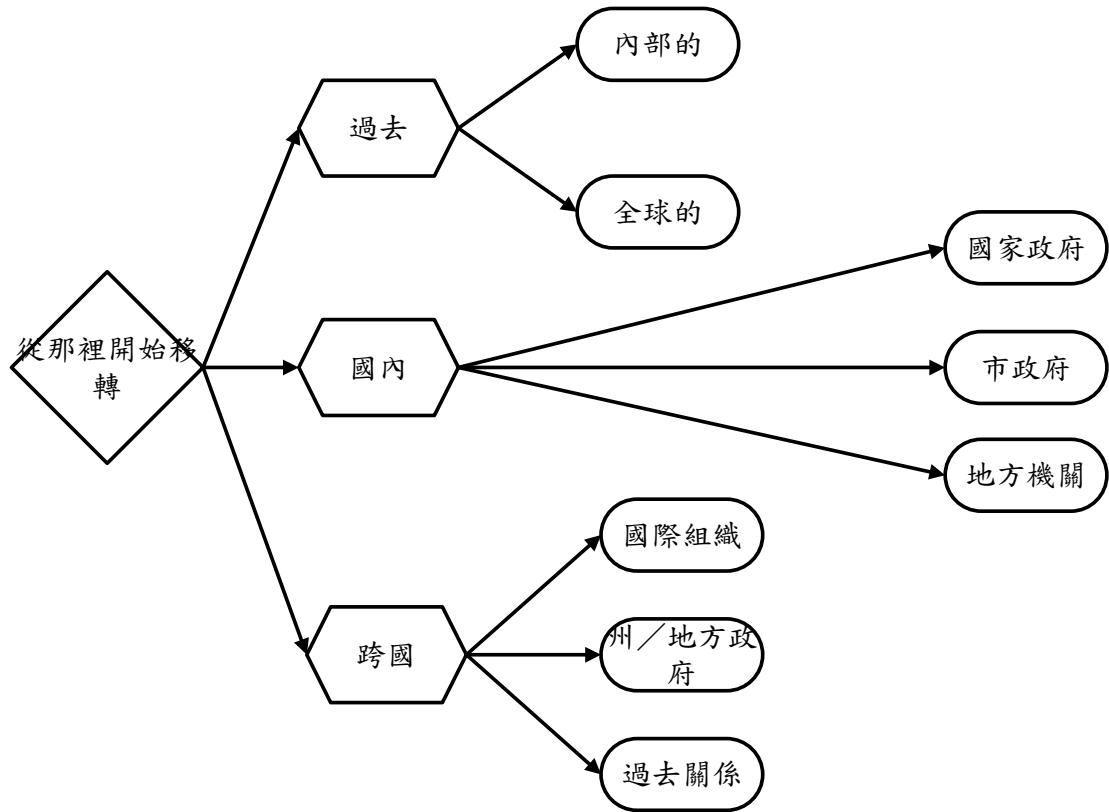 內部的
過去
全球的
國家政府
從那裡開始移
轉
國內
市政府
地方機關
國際組織
跨國
州／地方政
府
過去關係